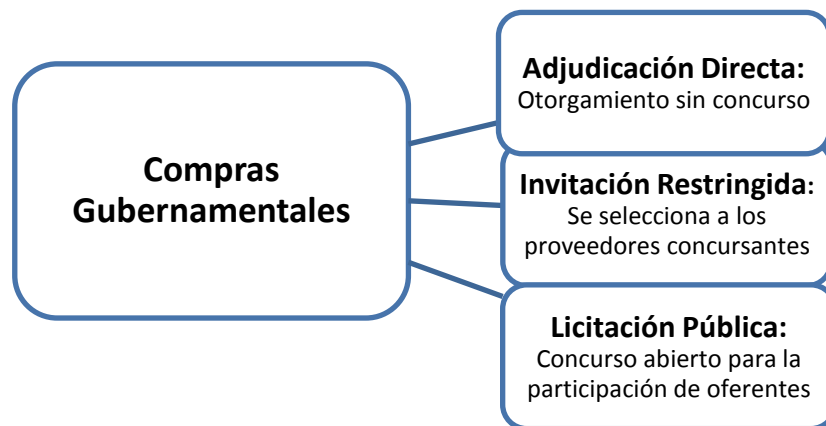 Compras
Gubernamentales
Adjudicación Directa:
Otorgamiento sin concurso
Invitación Restringida:
Se selecciona a los
proveedores concursantes
Licitación Pública:
Concurso abierto para la
participación de oferentes